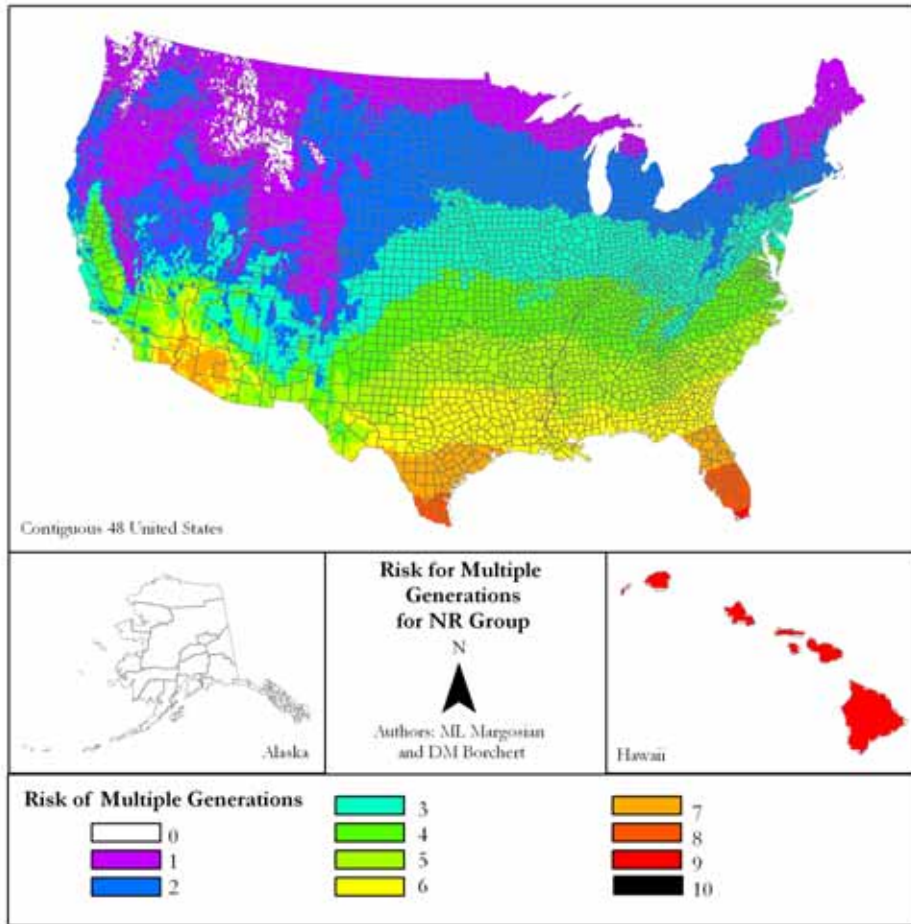 Contiguous 48 United States
Risk for Multiple
Generations
for NR Group
N
Authors: ML Margosian
and DM Borchert
Alaska
Hawaii
Risk of Multiple Generations
0
1
2
3
4
5
6
7
8
9
10